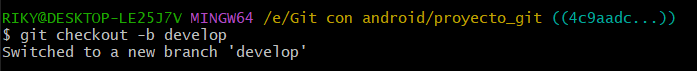 RIKY@DESKTOP-LE25J7V MINGW64 /e/Git con android/proyecto_git ((4c9aadc...))
$ git checkout -b develop
Switched to a new branch 'develop'